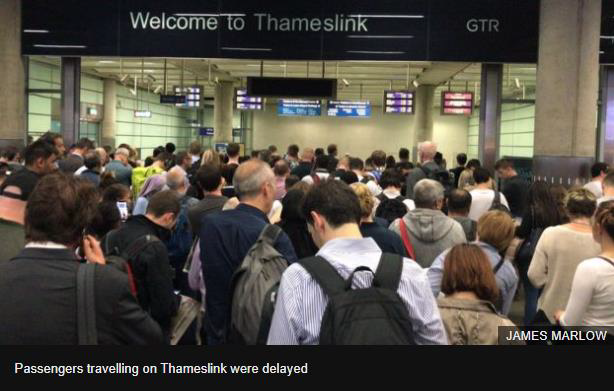 Welcome to Thameslink
GTR
JAMES MARLOW
Passengers travelling on Thameslink were delayed